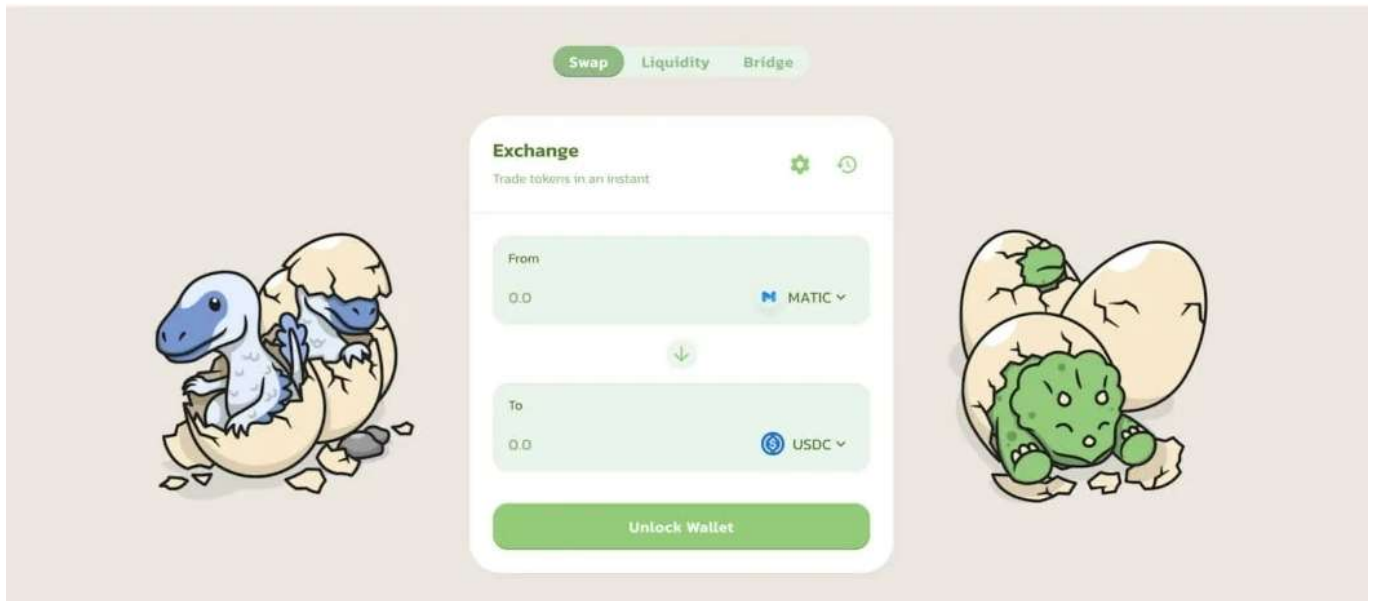 Swap Liquidity Bridge
Exchange
Trade tokens in an instant
From
0.0 MATIC
To
0.0 USDC
Unlock Wallet